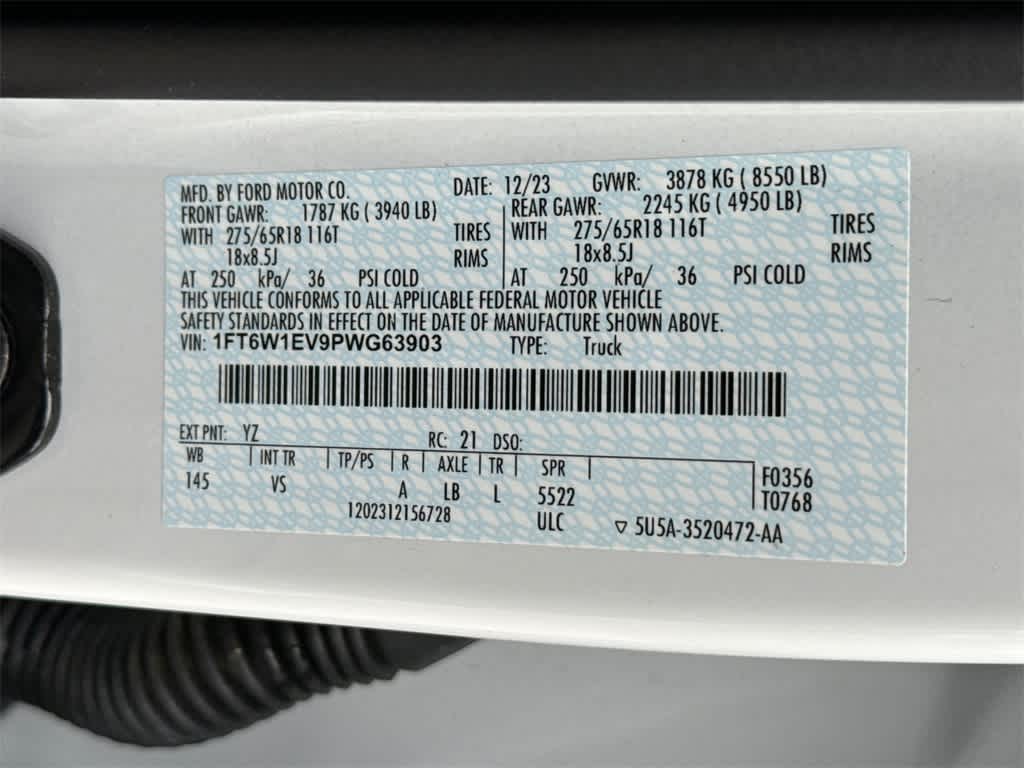 MFD. BY FORD MOTOR CO. DATE: 12/23 GVWR: 3878 KG ( 8550 LB)
FRONT GAWR: 1787 KG ( 3940 LB) REAR GAWR: 2245 KG ( 4950 LB)
WITH 275/65R18 116T TIRES WITH 275/65R18 116T TIRES
18x8.5J RIMS 18x8.5J RIMS
AT 250 kPa/ 36 PSI COLD AT 250 kPa/ 36 PSI COLD
THIS VEHICLE CONFORMS TO ALL APPLICABLE FEDERAL MOTOR VEHICLE
SAFETY STANDARDS IN EFFECT ON THE DATE OF MANUFACTURE SHOWN ABOVE.
VIN: 1FT6W1EV9PWG63903 TYPE: Truck
EXT PNT: YZ RC: 21 DSO:
WB INT TR TP/PS R AXLE TR SPR F0356
145 VS A LB L 5522 T0768
1202312156728 ULC 5U5A-3520472-AA